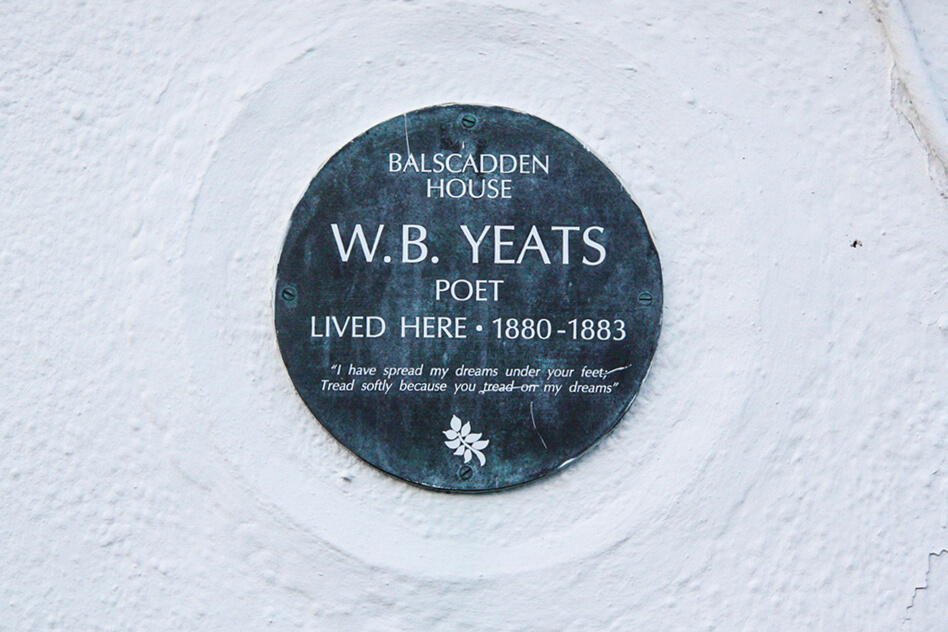 BALSCADDEN
HOUSE
W.B. YEATS
POET
LIVED HERE • 1880-1883
"I have spread my dreams under your feet;
Tread softly because you tread on my dreams"